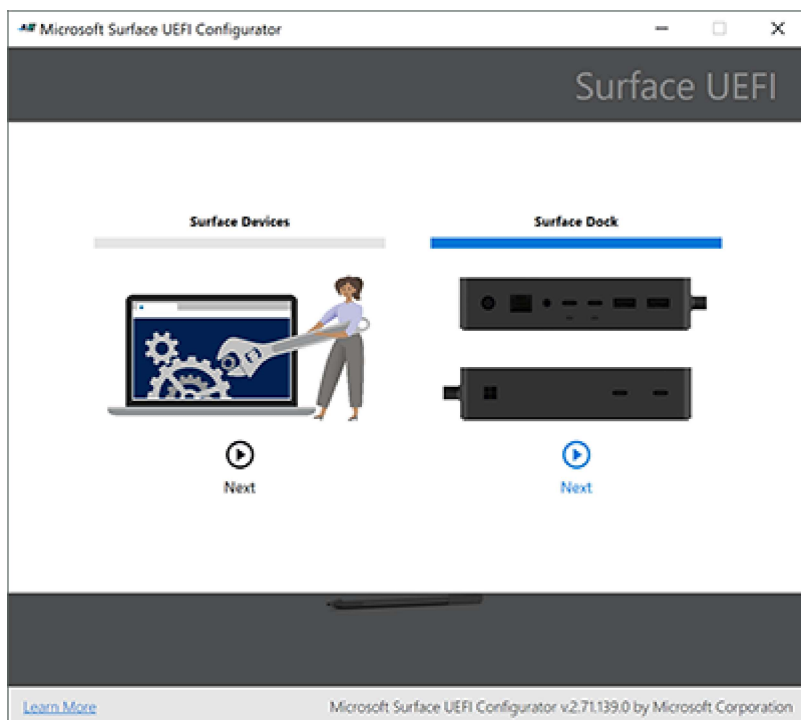 Microsoft Surface UEFI Configurator
Surface UEFI
Surface Devices
Surface Dock
Next
Next
Learn More
Microsoft Surface UEFI Configurator v.2.71.139.0 by Microsoft Corporation